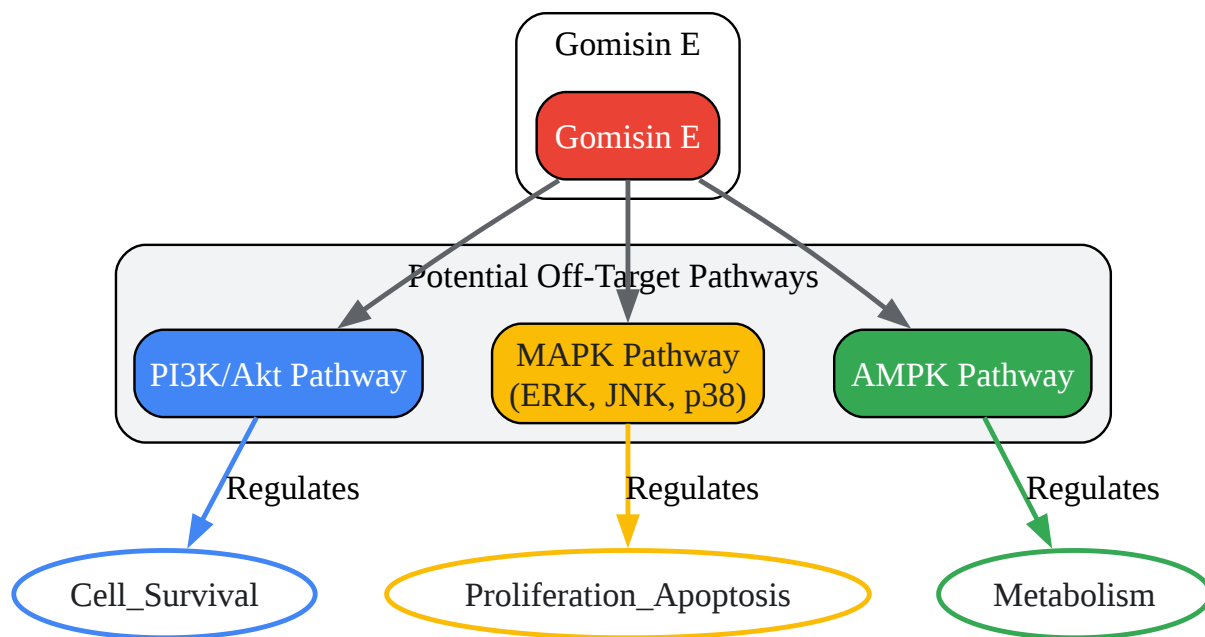 Gomisin E
Gomisin E
Potential Off-Target Pathways
PI3K/Akt Pathway
MAPK Pathway
(ERK, JNK, p38)
AMPK Pathway
Regulates
Regulates
Regulates
Cell_Survival
Proliferation_Apoptosis
Metabolism